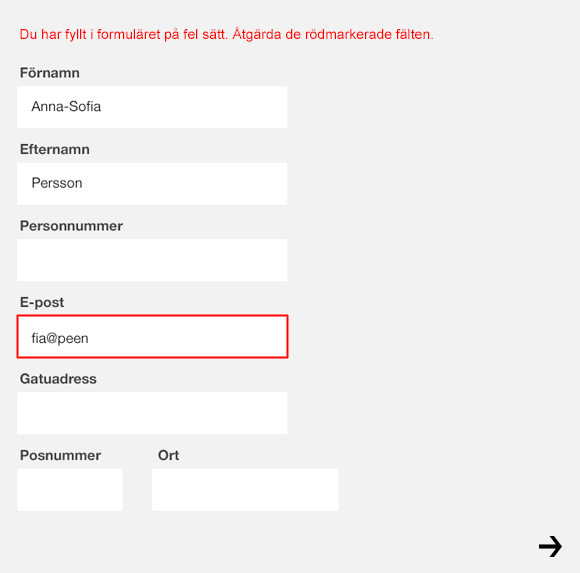 Du har fyllt i formuläret på fel sätt. Åtgärda de rödmarkerade fälten.
Förnamn
Anna-Sofia
Efternamn
Persson
Personnummer
E-post
fia@peen
Gatuadress
Posnummer Ort